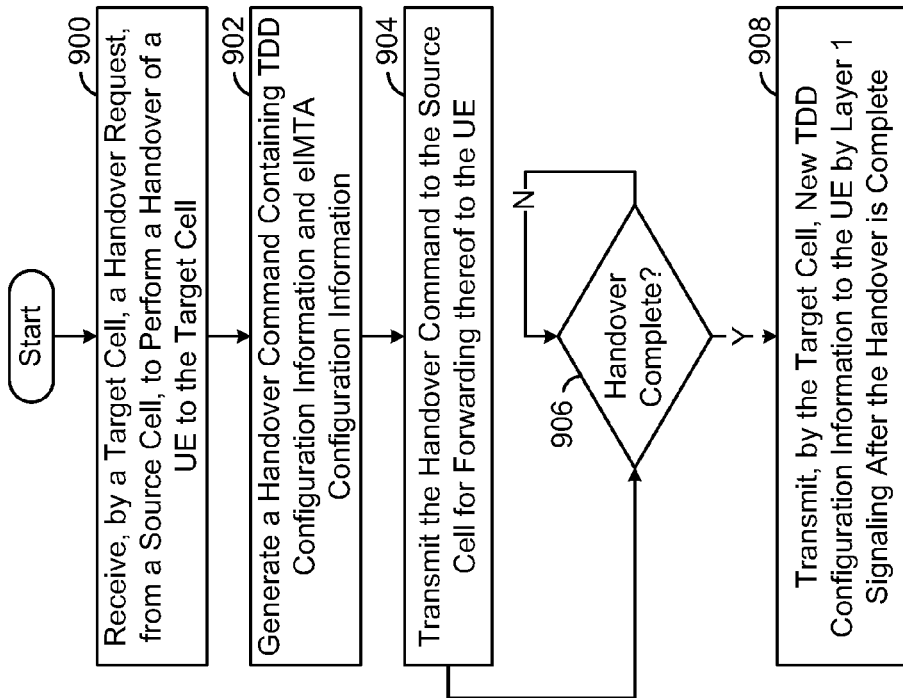 Start
900
Receive, by a Target Cell, a Handover Request,
from a Source Cell, to Perform a Handover of a
UE to the Target Cell
902
Generate a Handover Command Containing TDD
Configuration Information and eIMTA
Configuration Information
904
Transmit the Handover Command to the Source
Cell for Forwarding thereof to the UE
906
Handover
Complete?
N
Y
908
Transmit, by the Target Cell, New TDD
Configuration Information to the UE by Layer 1
Signaling After the Handover is Complete